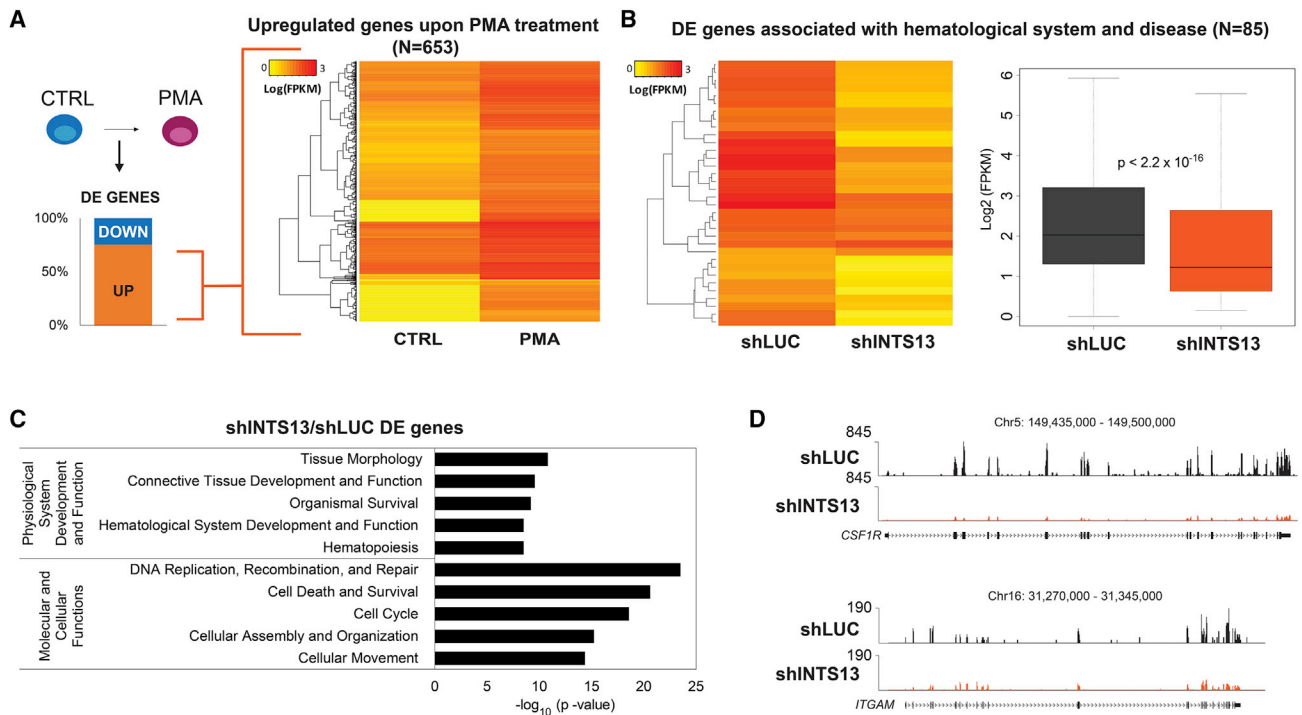 A
Upregulated genes upon PMA treatment
(N=653)
0
3
Log(FPKM)
CTRL
PMA
DE GENES
100%
50%
0%
DOWN
UP
CTRL
PMA
B
DE genes associated with hematological system and disease (N=85)
0
3
Log(FPKM)
shLUC
shINTS13
Log2 (FPKM)
6
5
4
3
2
1
0
p < 2.2 x 10-16
shLUC
shINTS13
C
shINTS13/shLUC DE genes
Physiological
System
Development
and Function
Tissue Morphology
Connective Tissue Development and Function
Organismal Survival
Hematological System Development and Function
Hematopoiesis
Molecular and
Cellular
Functions
DNA Replication, Recombination, and Repair
Cell Death and Survival
Cell Cycle
Cellular Assembly and Organization
Cellular Movement
0 5 10 15 20 25
-log10 (p -value)
D
Chr5: 149,435,000 - 149,500,000
845
shLUC
845
shINTS13
CSF1R
Chr16: 31,270,000 - 31,345,000
190
shLUC
190
shINTS13
ITGAM